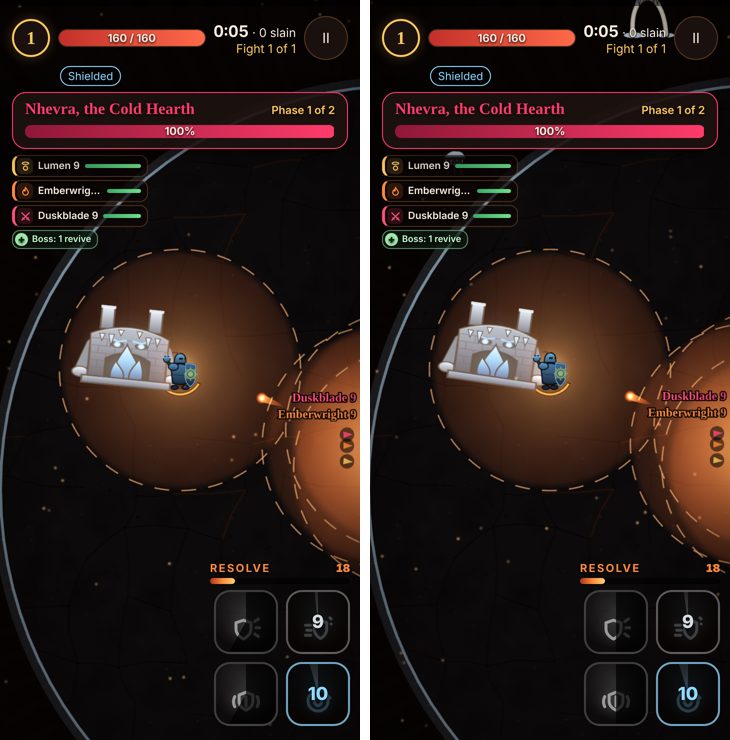 1
160 / 160
0:05 · 0 slain
Fight 1 of 1
Shielded
Nhevra, the Cold Hearth
Phase 1 of 2
100%
Lumen 9
Emberwrig...
Duskblade 9
Boss: 1 revive
Duskblade 9
Emberwright 9
RESOLVE 18
9
10
1
160 / 160
0:05 · 0 slain
Fight 1 of 1
Shielded
Nhevra, the Cold Hearth
Phase 1 of 2
100%
Lumen 9
Emberwrig...
Duskblade 9
Boss: 1 revive
Duskblade 9
Emberwright 9
RESOLVE 18
9
10